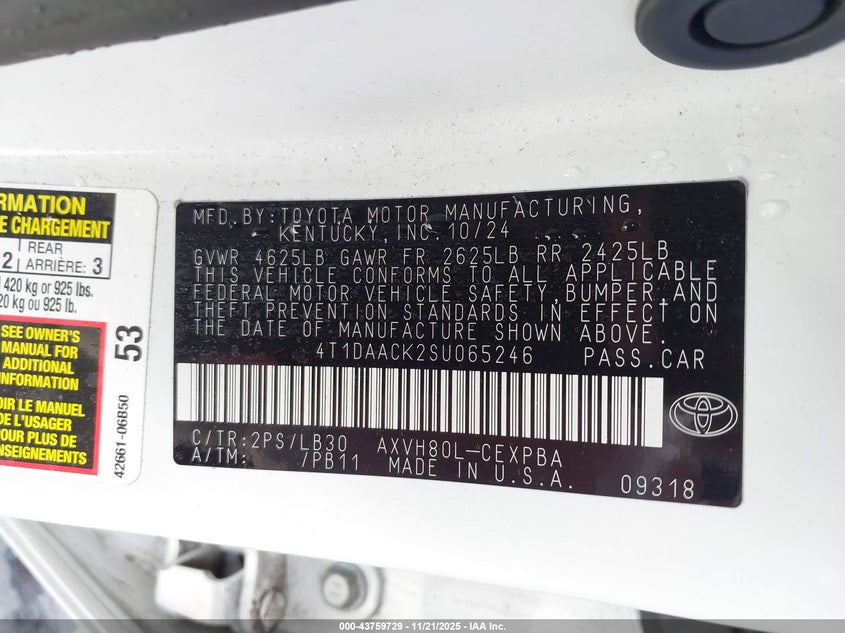 RMATION
E CHARGEMENT
2 REAR
ARRIÈRE: 3
420 kg or 925 lbs.
20 kg ou 925 lb.
SEE OWNER'S
MANUAL FOR
ADDITIONAL
INFORMATION
OIR LE MANUEL
DE L'USAGER
POUR PLUS DE
ENSEIGNEMENTS
53
42661-06B50
MFD.BY:TOYOTA MOTOR MANUFACTURING,
KENTUCKY,INC.10/24
GVWR 4625LB GAWR FR 2625LB RR 2425LB
THIS VEHICLE CONFORMS TO ALL APPLICABLE
FEDERAL MOTOR VEHICLE SAFETY,BUMPER,AND
THEFT PREVENTION STANDARDS IN EFFECT ON
THE DATE OF MANUFACTURE SHOWN ABOVE.
4T1DAACK2SU065246 PASS.CAR
C/TR:2PS/LB30 AXVH80L-CEXPBA
A/TM: /PB11 MADE IN U.S.A.
09318
000-43759729 - 11/21/2025 - IAA Inc.